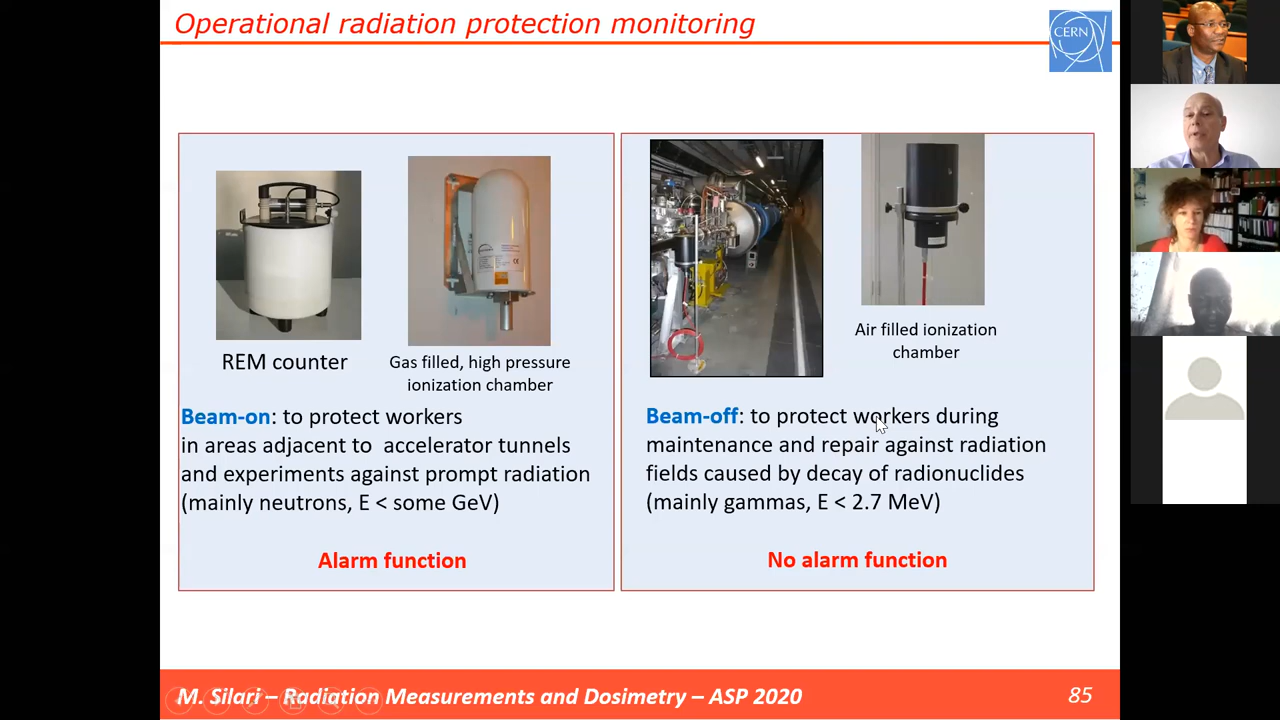 Operational radiation protection monitoring
CERN
REM counter
Gas filled, high pressure
ionization chamber
Beam-on: to protect workers
in areas adjacent to accelerator tunnels
and experiments against prompt radiation
(mainly neutrons, E < some GeV)
Alarm function
Air filled ionization
chamber
Beam-off: to protect workers during
maintenance and repair against radiation
fields caused by decay of radionuclides
(mainly gammas, E < 2.7 MeV)
No alarm function
M. Silari – Radiation Measurements and Dosimetry – ASP 2020
85